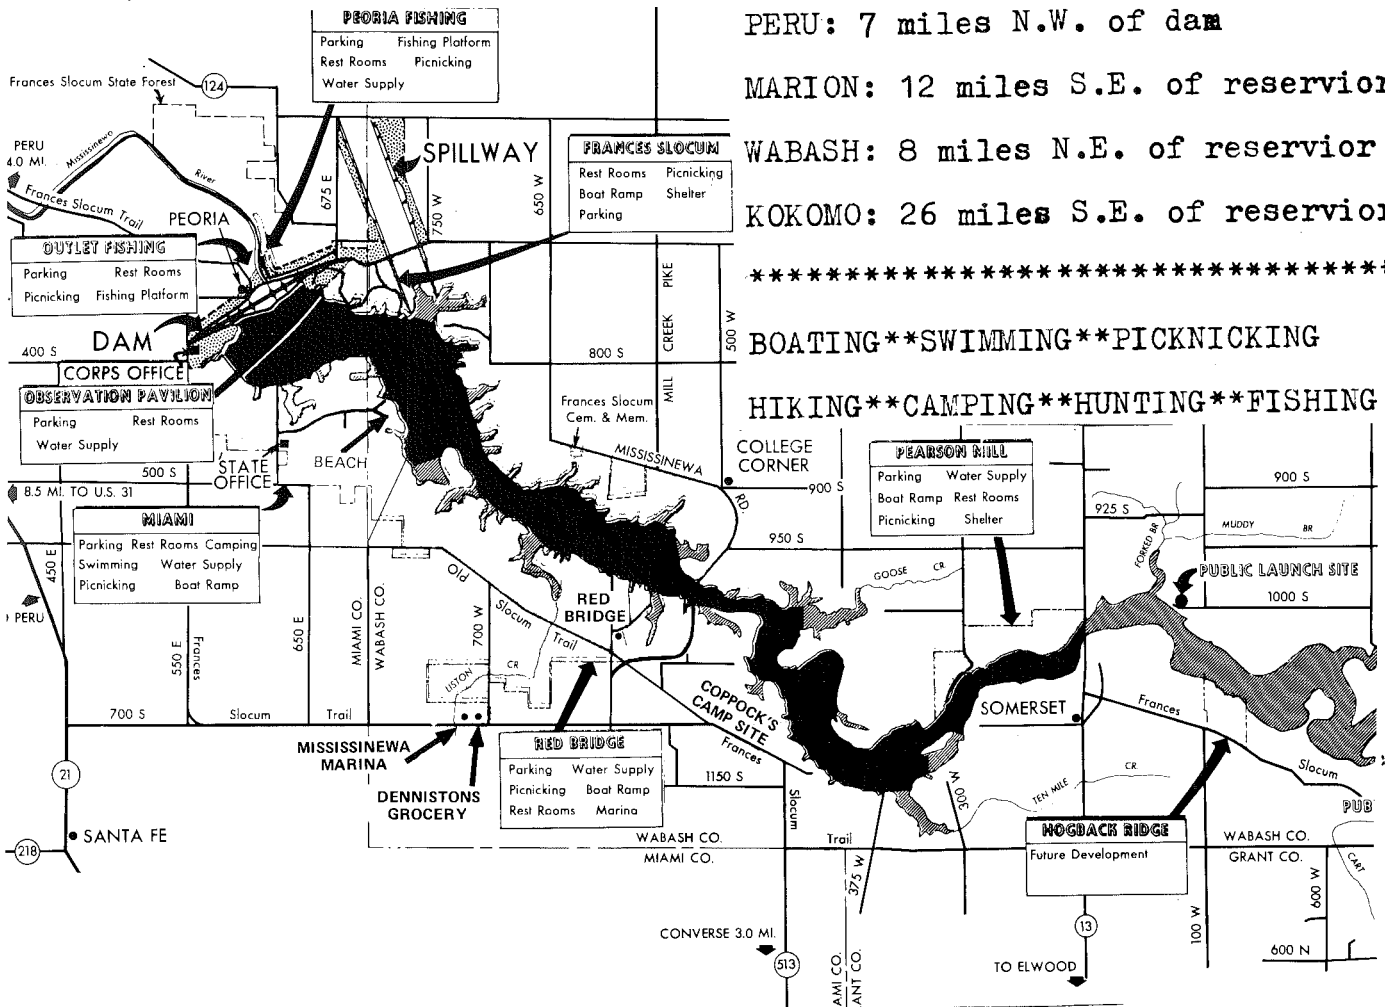 PEORIA FISHING
Parking Fishing Platform
Rest Rooms Picnicking
Water Supply
PERU: 7 miles N.W. of dam
MARION: 12 miles S.E. of reservior
WABASH: 8 miles N.E. of reservior
KOKOMO: 26 miles S.E. of reservior
**********************************
BOATING**SWIMMING**PICKNICKING
HIKING**CAMPING**HUNTING**FISHING
Frances Slocum State Forest
124
PERU
4.0 MI.
Mississinewo
River
Frances Slocum Trail
PEORIA
675 E
SPILLWAY
750 W
650 W
FRANCES SLOCUM
Rest Rooms Picnicking
Boat Ramp Shelter
Parking
OUTLET FISHING
Parking Rest Rooms
Picnicking Fishing Platform
DAM
400 S
CORPS OFFICE
OBSERVATION PAVILION
Parking Rest Rooms
Water Supply
800 S
MILL CREEK PIKE
500 W
Frances Slocum
Cem. & Mem.
MISSISSINEWA
RD.
COLLEGE
CORNER
900 S
950 S
500 S
STATE
OFFICE
BEACH
8.5 MI. TO U.S. 31
MIAMI
Parking Rest Rooms Camping
Swimming Water Supply
Picnicking Boat Ramp
450 E
PERU
550 E
Frances
650 E
MIAMI CO.
WABASH CO.
Old
Slocum
Trail
700 W
LISTON
CR
RED
BRIDGE
PEARSON MILL
Parking Water Supply
Boat Ramp Rest Rooms
Picnicking Shelter
900 S
925 S
FORKED BR
MUDDY BR
GOOSE CR.
PUBLIC LAUNCH SITE
1000 S
700 S
Slocum
Trail
MISSISSINEWA
MARINA
DENNISTONS
GROCERY
RED BRIDGE
Parking Water Supply
Picnicking Boat Ramp
Rest Rooms Marina
COPPOCK'S
CAMP SITE
Frances
1150 S
Slocum
Trail
SOMERSET
Frances
Slocum
300 W
TEN MILE CR.
HOGBACK RIDGE
Future Development
PUB
21
SANTA FE
218
WABASH CO.
MIAMI CO.
375 W
WABASH CO.
GRANT CO.
CART
600 W
100 W
600 N
CONVERSE 3.0 MI.
513
AMI CO.
ANT CO.
13
TO ELWOOD